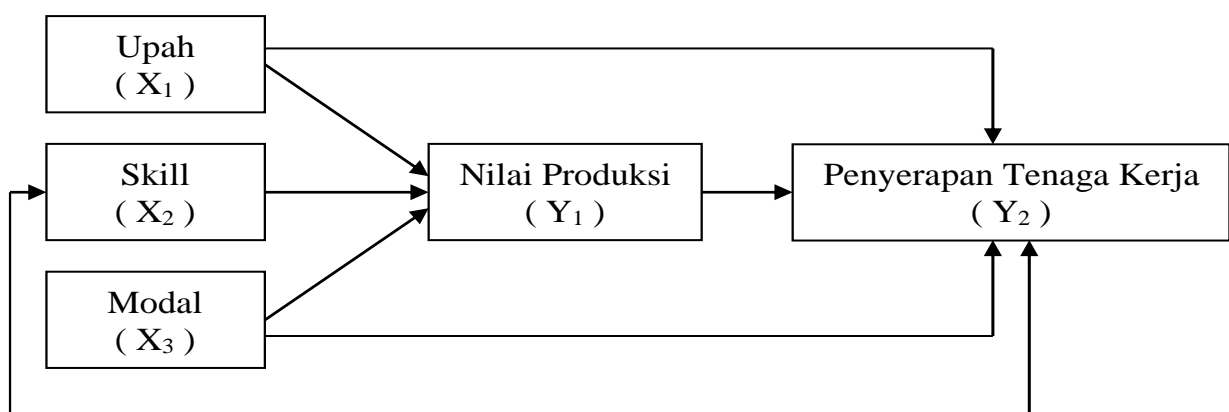 Upah
( X₁ )
Skill
( X₂ )
Modal
( X₃ )
Nilai Produksi
( Y₁ )
Penyerapan Tenaga Kerja
( Y₂ )